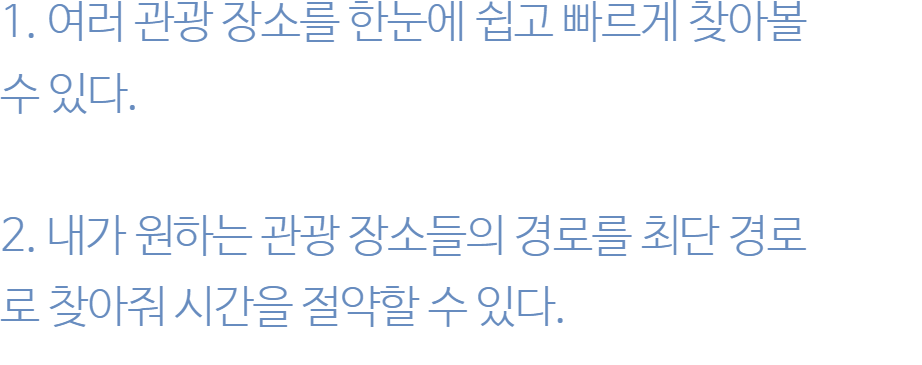 1. 여러 관광 장소를 한눈에 쉽고 빠르게 찾아볼
수 있다.
2. 내가 원하는 관광 장소들의 경로를 최단 경로
로 찾아줘 시간을 절약할 수 있다.